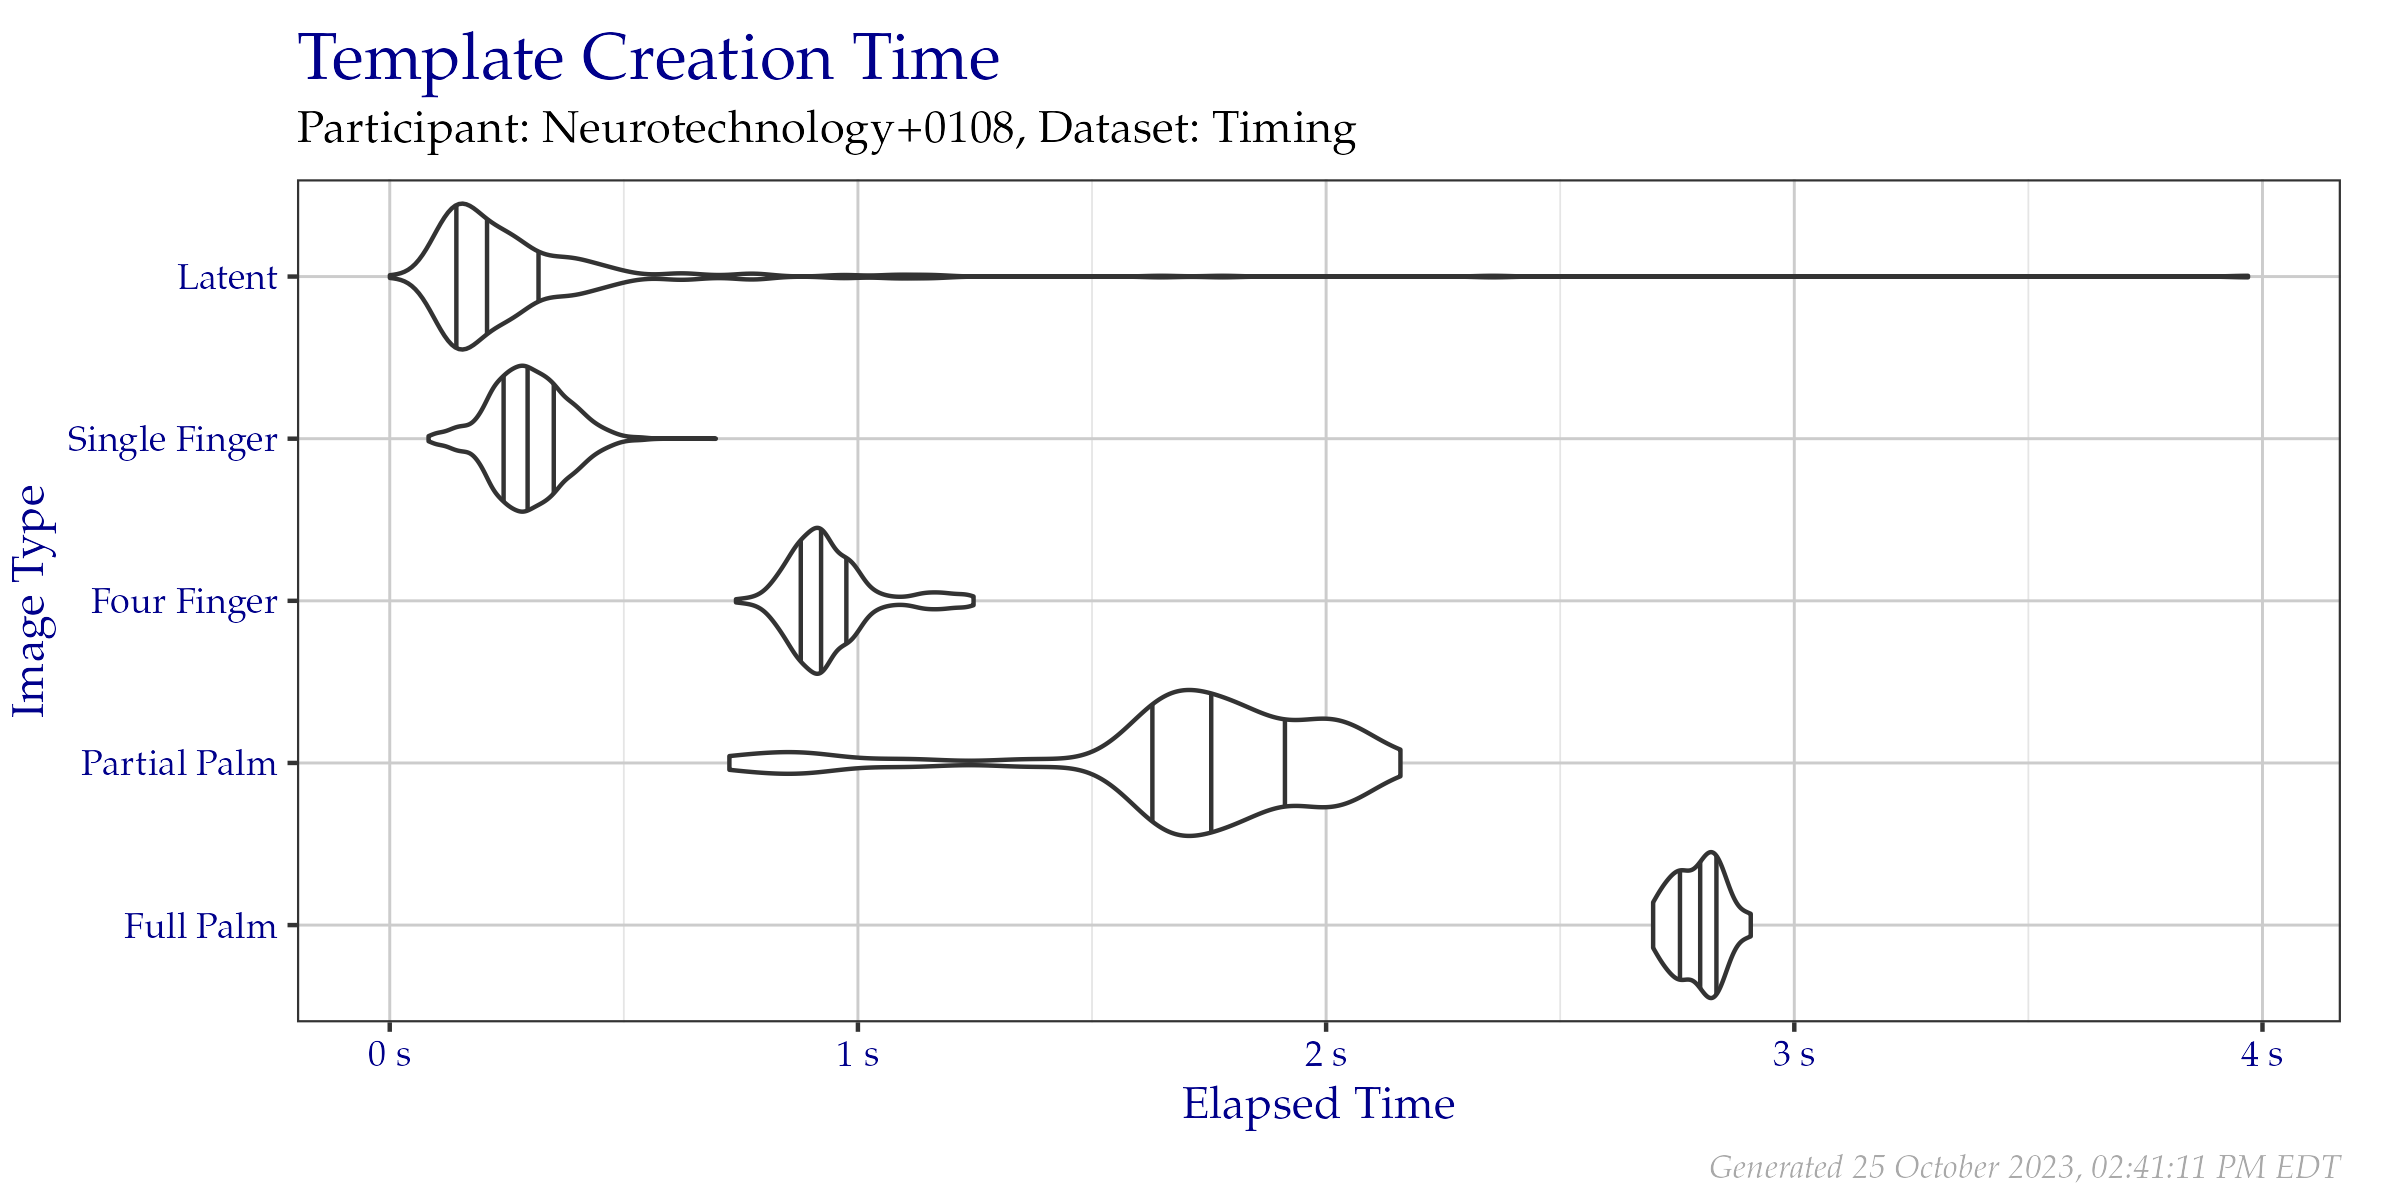 Template Creation Time
Participant: Neurotechnology+0108, Dataset: Timing
Image Type
Latent
Single Finger
Four Finger
Partial Palm
Full Palm
0 s 1 s 2 s 3 s 4 s
Elapsed Time
Generated 25 October 2023, 02:41:11 PM EDT